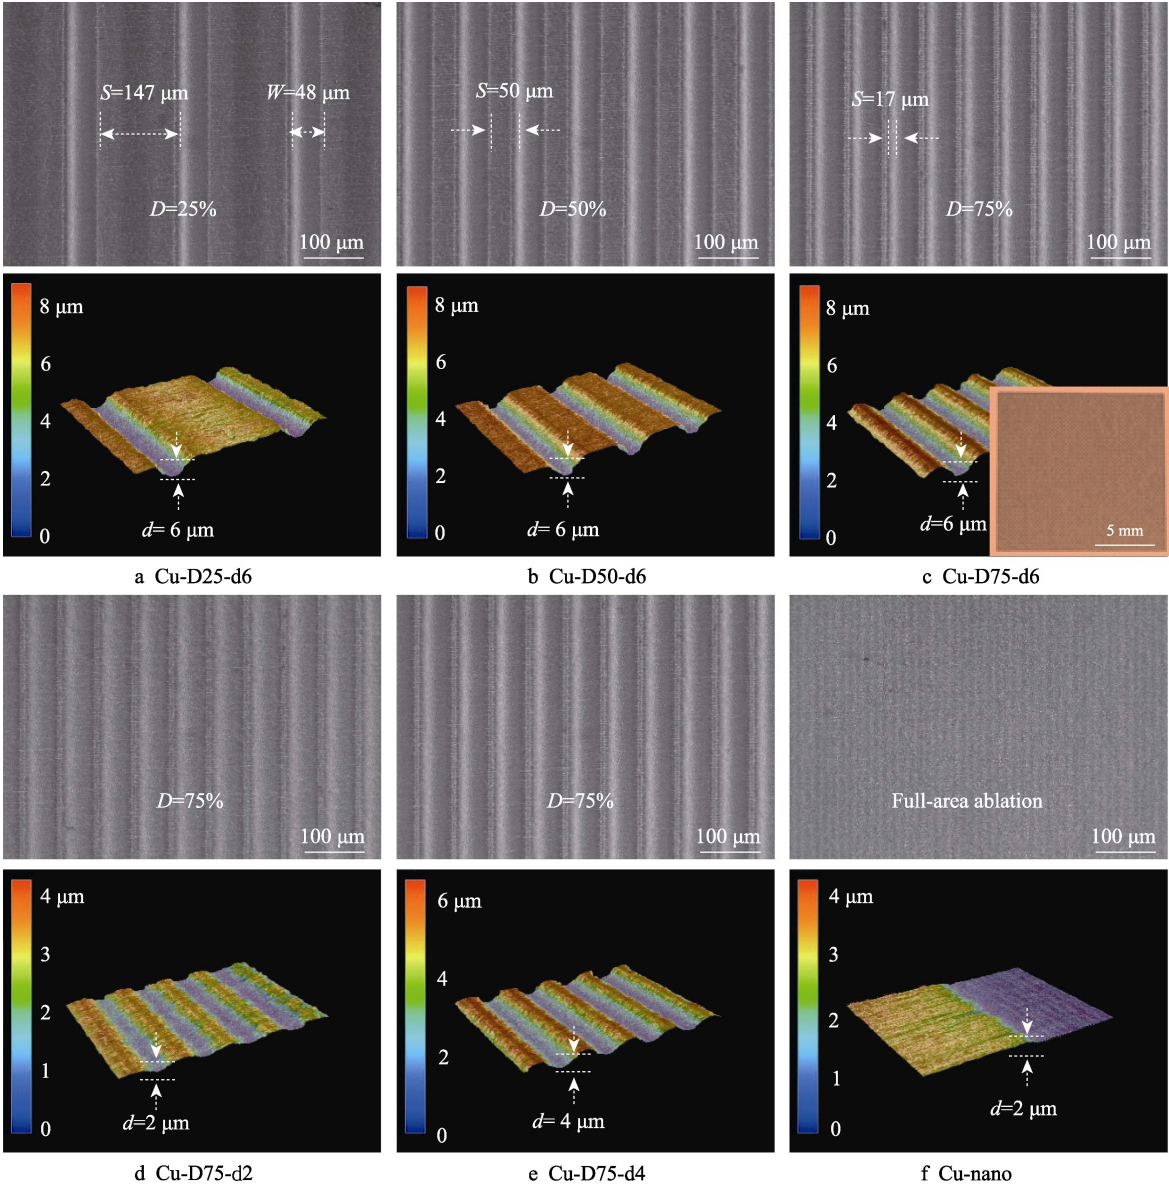 S=147 μm
W=48 μm
D=25%
100 μm
S=50 μm
D=50%
100 μm
S=17 μm
D=75%
100 μm
8 μm
6
4
2
0
d= 6 μm
8 μm
6
4
2
0
d= 6 μm
8 μm
6
4
2
0
d=6 μm
5 mm
a Cu-D25-d6
b Cu-D50-d6
c Cu-D75-d6
D=75%
100 μm
D=75%
100 μm
Full-area ablation
100 μm
4 μm
3
2
1
0
d=2 μm
6 μm
4
2
0
d= 4 μm
4 μm
3
2
1
0
d=2 μm
d Cu-D75-d2
e Cu-D75-d4
f Cu-nano